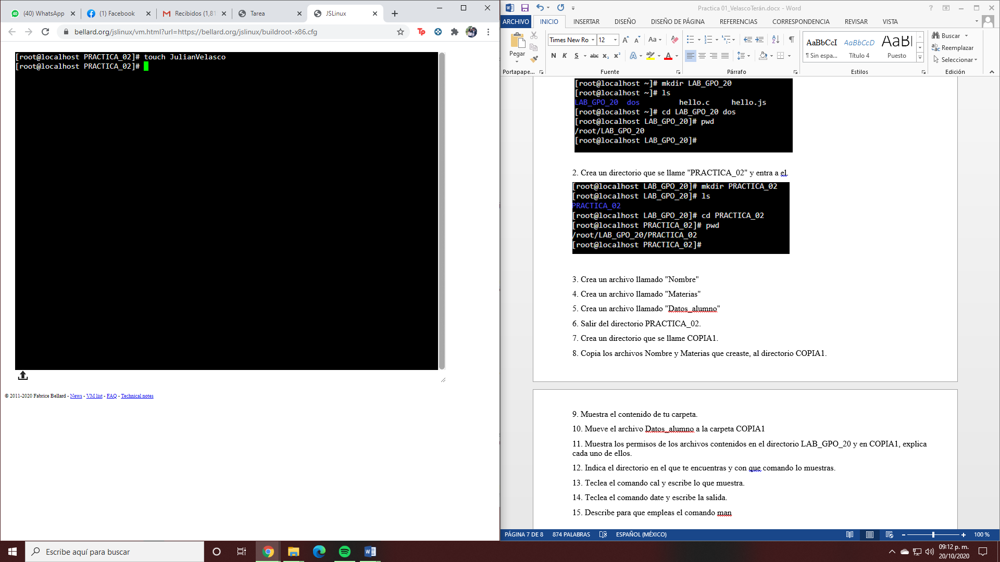 (40) WhatsApp
(1) Facebook
Recibidos (1,81
Tarea
JSLinux
bellard.org/jslinux/vm.html?url=https://bellard.org/jslinux/buildroot-x86.cfg
[root@localhost PRACTICA_02]# touch JulianVelasco
[root@localhost PRACTICA_02]#
© 2011-2020 Fabrice Bellard - News - VM list - FAQ - Technical notes
Practica 01_VelascoTerán.docx - Word
ARCHIVO INICIO INSERTAR DISEÑO DISEÑO DE PÁGINA REFERENCIAS CORRESPONDENCIA REVISAR VISTA
Pegar
Portapape...
Times New Ro 12
N K S abc x₂ x²
Fuente
Párrafo
AaBbCcI AaBbCcD AaBl
¶ Sin espa... Título 4 Puesto
Estilos
Buscar
Reemplazar
Seleccionar
Edición
[root@localhost ~]# mkdir LAB_GPO_20
[root@localhost ~]# ls
LAB_GPO_20 dos hello.c hello.js
[root@localhost ~]# cd LAB_GPO_20 dos
[root@localhost LAB_GPO_20]# pwd
/root/LAB_GPO_20
[root@localhost LAB_GPO_20]#
2. Crea un directorio que se llame "PRACTICA_02" y entra a el.
[root@localhost LAB_GPO_20]# mkdir PRACTICA_02
[root@localhost LAB_GPO_20]# ls
PRACTICA_02
[root@localhost LAB_GPO_20]# cd PRACTICA_02
[root@localhost PRACTICA_02]# pwd
/root/LAB_GPO_20/PRACTICA_02
[root@localhost PRACTICA_02]#
3. Crea un archivo llamado "Nombre"
4. Crea un archivo llamado "Materias"
5. Crea un archivo llamado "Datos_alumno"
6. Salir del directorio PRACTICA_02.
7. Crea un directorio que se llame COPIA1.
8. Copia los archivos Nombre y Materias que creaste, al directorio COPIA1.
9. Muestra el contenido de tu carpeta.
10. Mueve el archivo Datos_alumno a la carpeta COPIA1
11. Muestra los permisos de los archivos contenidos en el directorio LAB_GPO_20 y en COPIA1, explica
cada uno de ellos.
12. Indica el directorio en el que te encuentras y con que comando lo muestras.
13. Teclea el comando cal y escribe lo que muestra.
14. Teclea el comando date y escribe la salida.
15. Describe para que empleas el comando man
PÁGINA 7 DE 8 874 PALABRAS ESPAÑOL (MÉXICO) 100 %
Escribe aquí para buscar
09:12 p. m.
20/10/2020